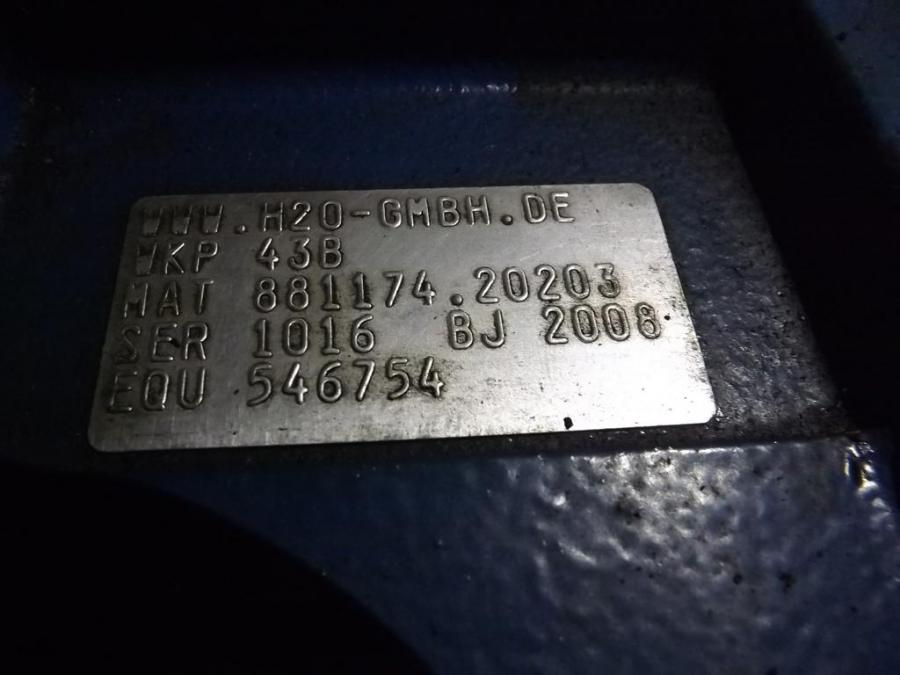 WWW.H2O-GMBH.DE
WKP 43B
MAT 881174.20203
SER 1016 BJ 2008
EQU 546754